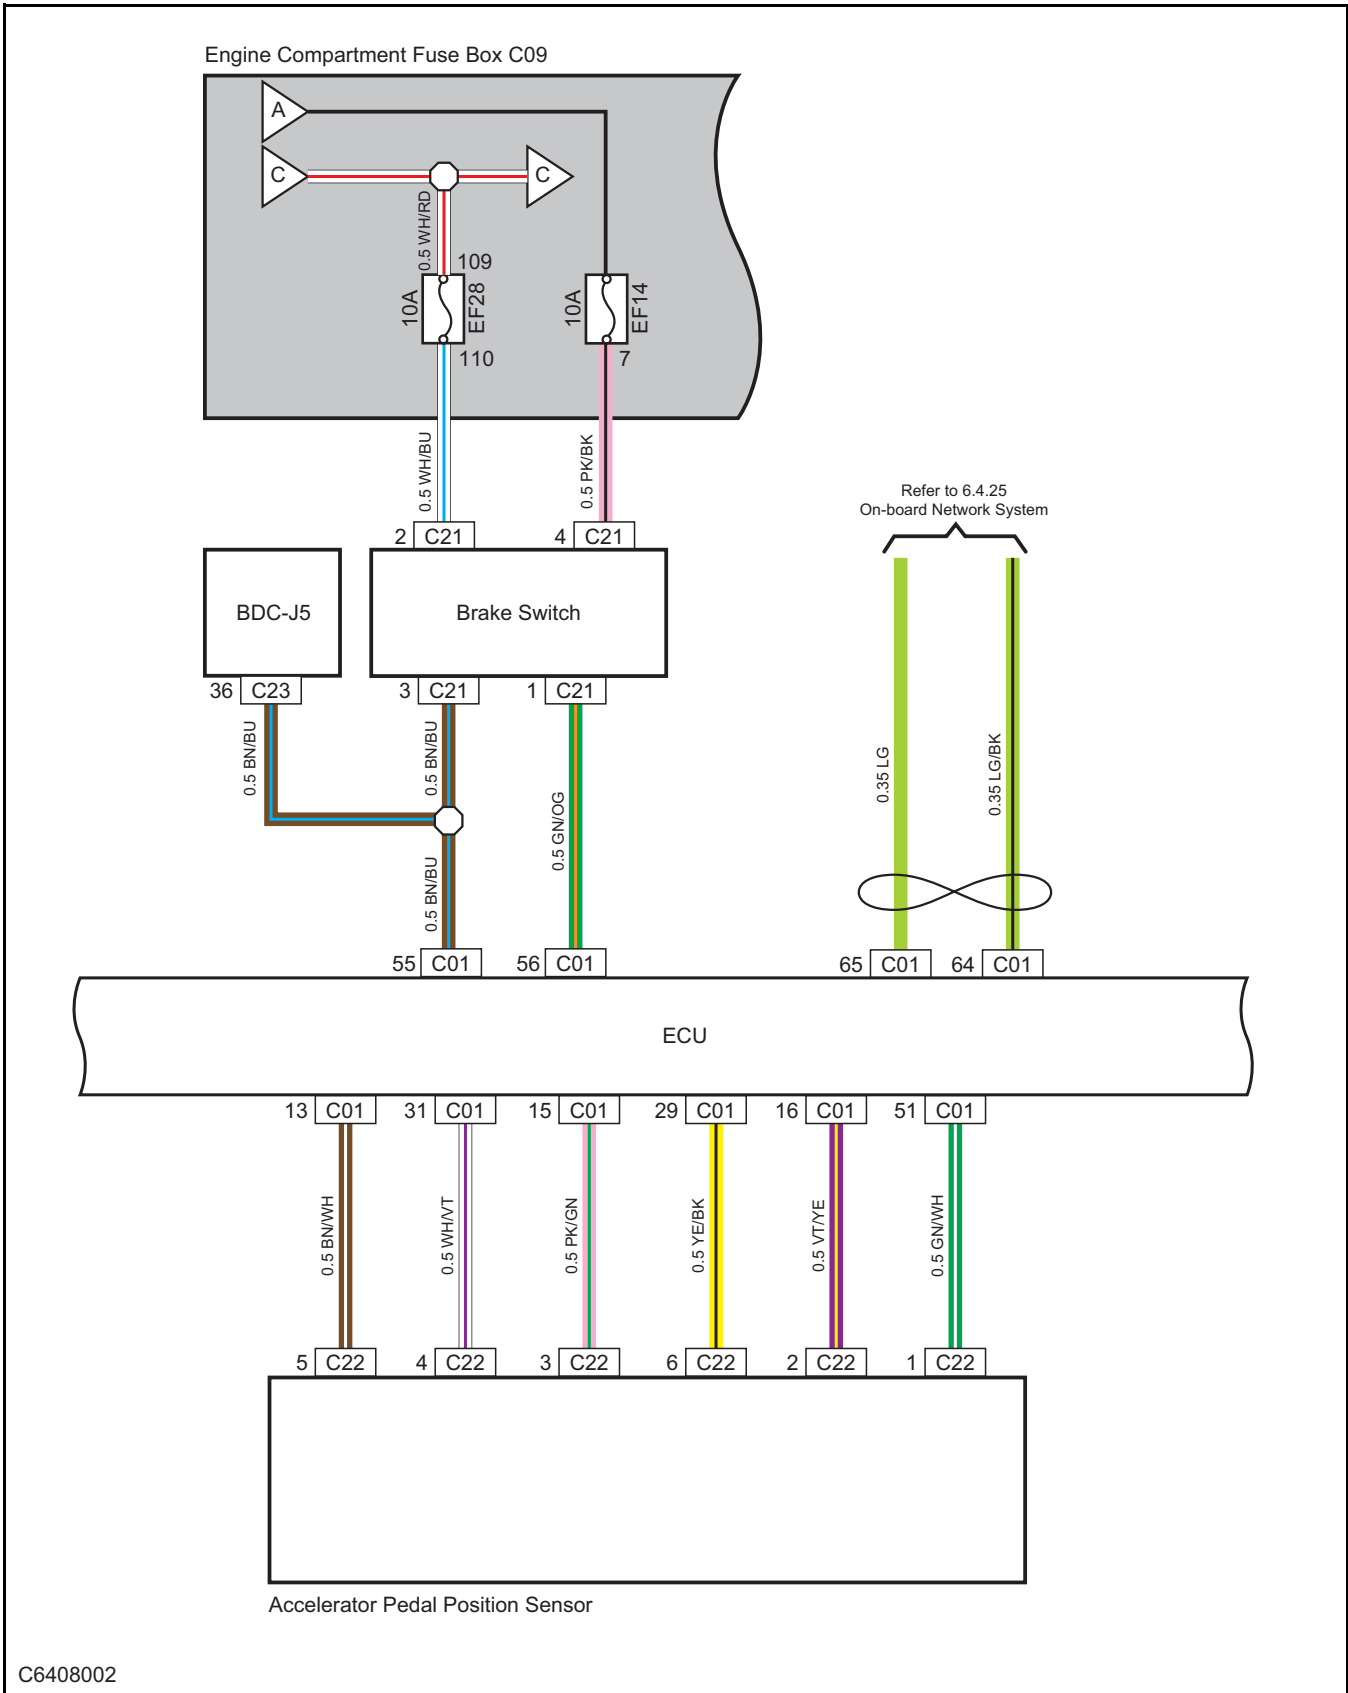 Engine Compartment Fuse Box C09
A
C
C
0.5 WH/RD
109
10A
EF28
10A
EF14
110
7
0.5 WH/BU
0.5 PK/BK
Refer to 6.4.25
On-board Network System
2 C21
4 C21
BDC-J5
Brake Switch
36 C23
3 C21
1 C21
0.5 BN/BU
0.5 BN/BU
0.5 GN/OG
0.35 LG
0.35 LG/BK
0.5 BN/BU
55 C01
56 C01
65 C01
64 C01
ECU
13 C01
31 C01
15 C01
29 C01
16 C01
51 C01
0.5 BN/WH
0.5 WH/VT
0.5 PK/GN
0.5 YE/BK
0.5 VT/YE
0.5 GN/WH
5 C22
4 C22
3 C22
6 C22
2 C22
1 C22
Accelerator Pedal Position Sensor
C6408002